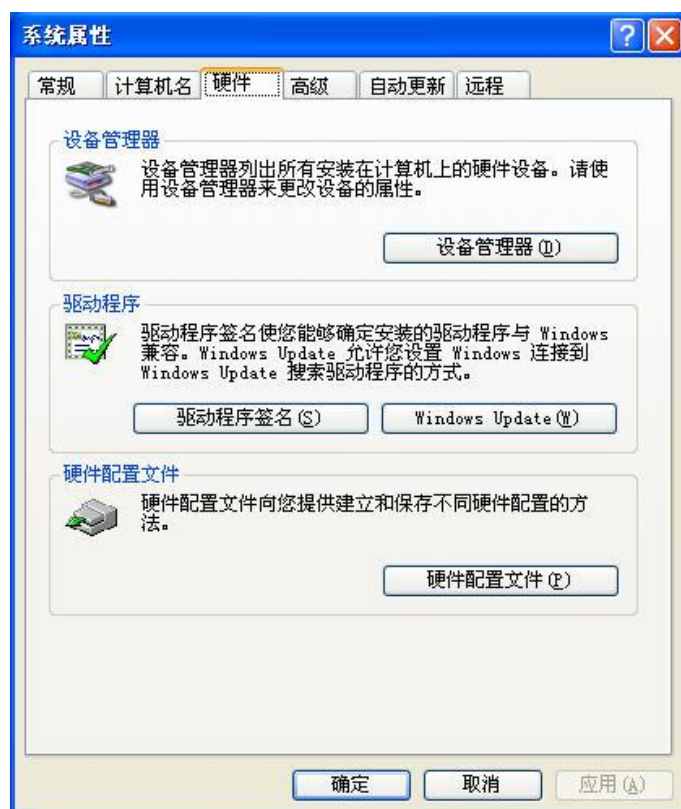 系统属性
常规 计算机名 硬件 高级 自动更新 远程
设备管理器
设备管理器列出所有安装在计算机上的硬件设备。请使
用设备管理器来更改设备的属性。
设备管理器(D)
驱动程序
驱动程序签名使您能够确定安装的驱动程序与 Windows
兼容。Windows Update 允许您设置 Windows 连接到
Windows Update 搜索驱动程序的方式。
驱动程序签名(S) Windows Update(W)
硬件配置文件
硬件配置文件向您提供建立和保存不同硬件配置的方
法。
硬件配置文件(P)
确定 取消 应用(A)